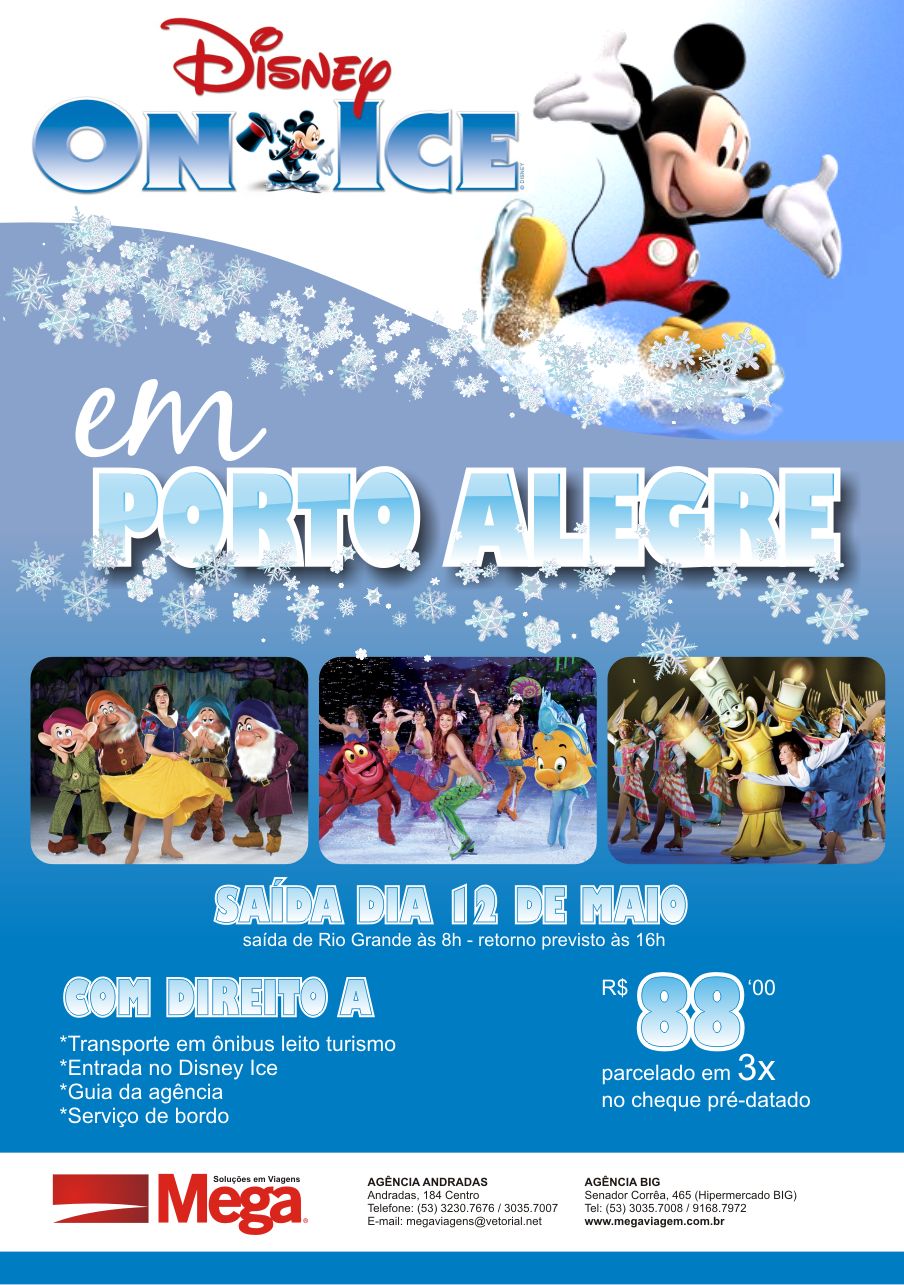 DISNEY
ON ICE
© DISNEY
em
PORTO ALEGRE
SAÍDA DIA 12 DE MAIO
saída de Rio Grande às 8h - retorno previsto às 16h
COM DIREITO A
*Transporte em ônibus leito turismo
*Entrada no Disney Ice
*Guia da agência
*Serviço de bordo
R$ 88‘00
parcelado em 3x
no cheque pré-datado
Soluções em Viagens
Mega®
AGÊNCIA ANDRADAS
Andradas, 184 Centro
Telefone: (53) 3230.7676 / 3035.7007
E-mail: megaviagens@vetorial.net
AGÊNCIA BIG
Senador Corrêa, 465 (Hipermercado BIG)
Tel: (53) 3035.7008 / 9168.7972
www.megaviagem.com.br